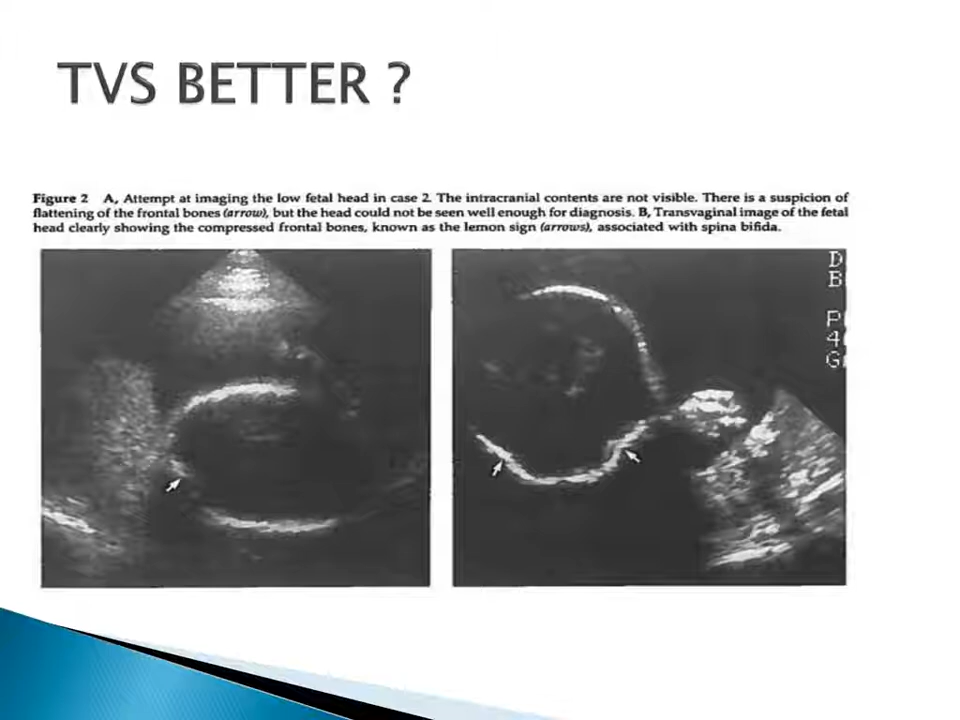 TVS BETTER ?
Figure 2 A, Attempt at imaging the low fetal head in case 2. The intracranial contents are not visible. There is a suspicion of
flattening of the frontal bones (arrow), but the head could not be seen well enough for diagnosis. B, Transvaginal image of the fetal
head clearly showing the compressed frontal bones, known as the lemon sign (arrows), associated with spina bifida.
D
B
P
4
G